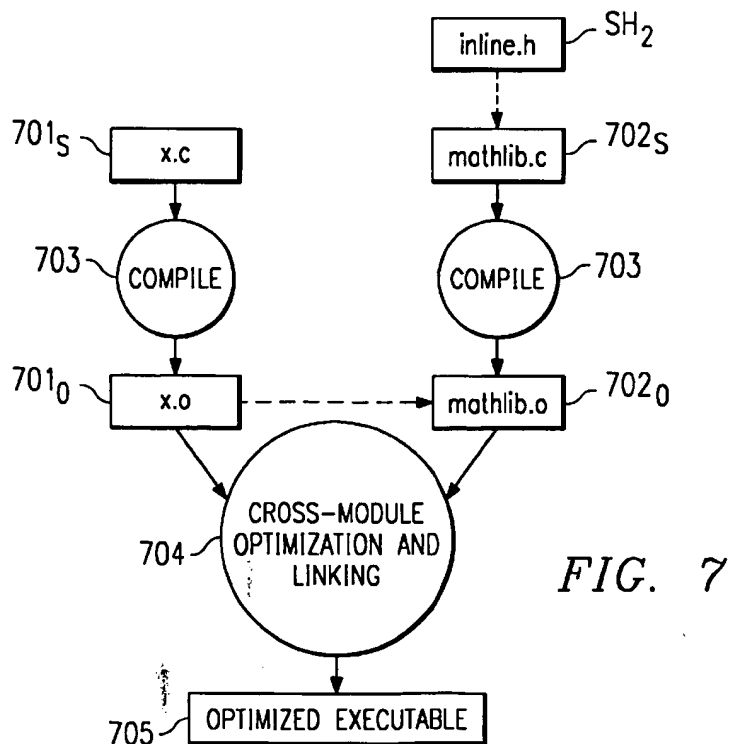 inline.h
SH2
701S
x.c
mathlib.c
702S
703
COMPILE
COMPILE
703
701O
x.o
mathlib.o
702O
704
CROSS-MODULE
OPTIMIZATION AND
LINKING
FIG. 7
705
OPTIMIZED EXECUTABLE